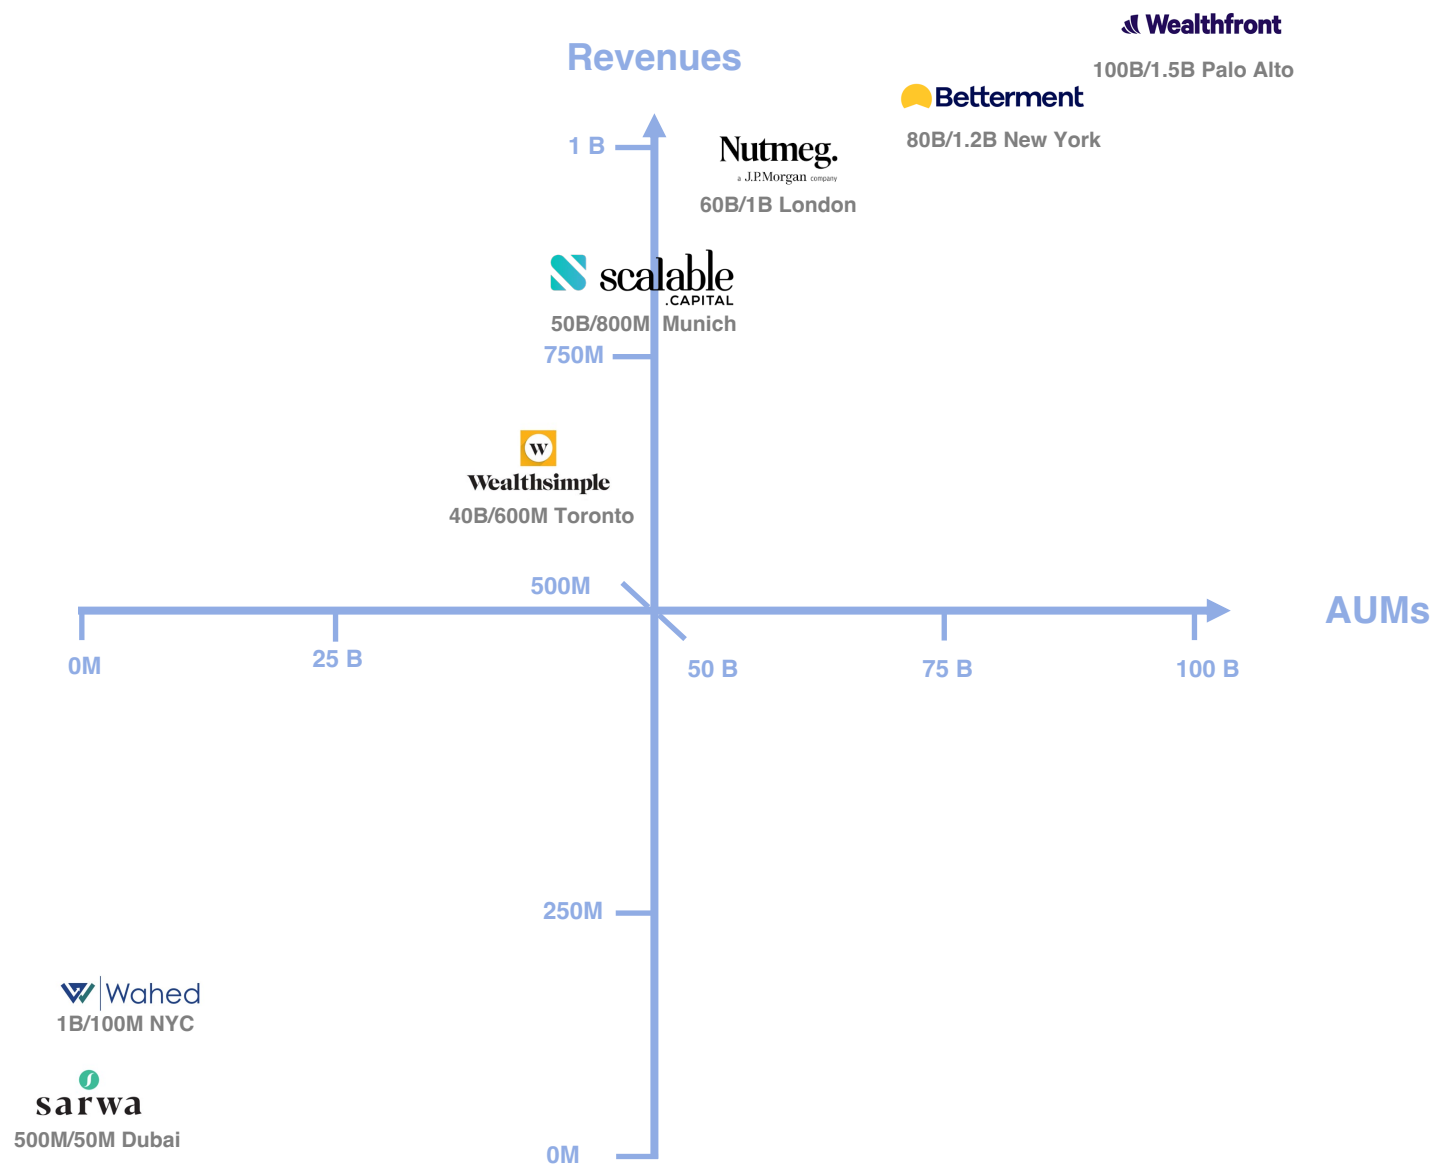 Wealthfront
Revenues
100B/1.5B Palo Alto
Betterment
80B/1.2B New York
1 B
Nutmeg.
a J.P.Morgan company
60B/1B London
scalable
.CAPITAL
50B/800M Munich
750M
W
Wealthsimple
40B/600M Toronto
500M
AUMs
0M
25 B
50 B
75 B
100 B
250M
Wahed
1B/100M NYC
sarwa
500M/50M Dubai
0M